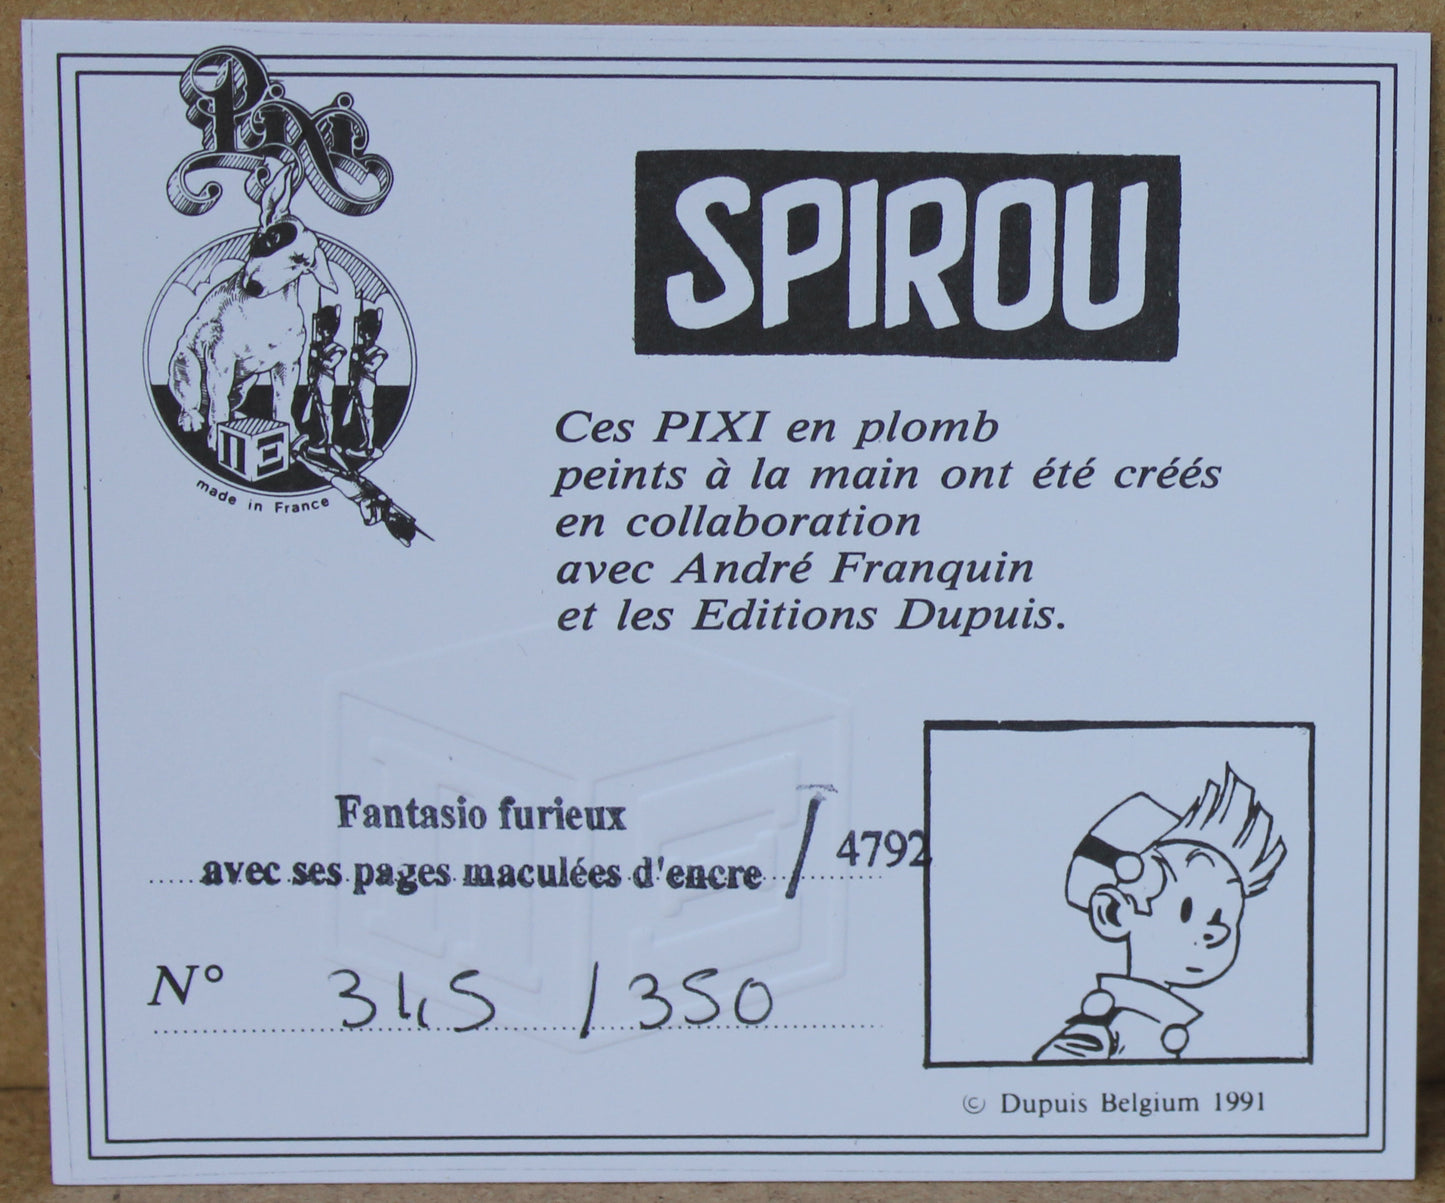 Pixi
made in France
SPIROU
Ces PIXI en plomb
peints à la main ont été créés
en collaboration
avec André Franquin
et les Editions Dupuis.
Fantasio furieux
avec ses pages maculées d'encre / 4792
N° 345 / 350
© Dupuis Belgium 1991